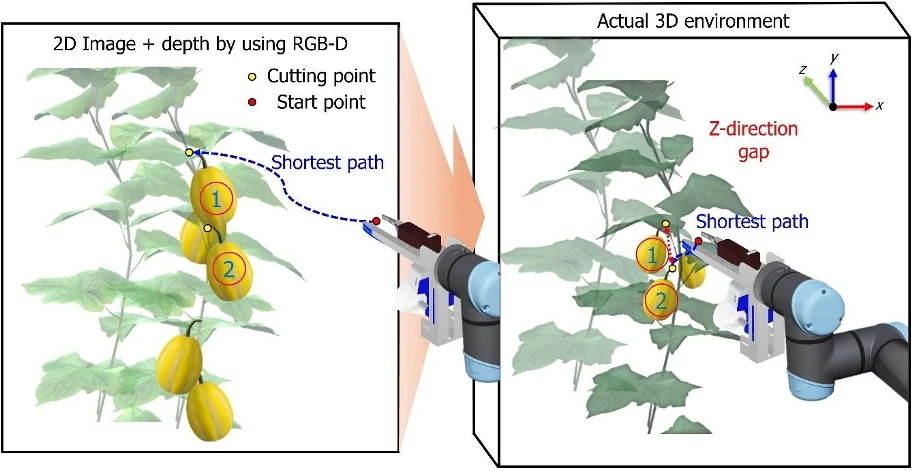 2D Image + depth by using RGB-D
Cutting point
Start point
Shortest path
1
2
Actual 3D environment
y
z
x
Z-direction
gap
Shortest path
1
2